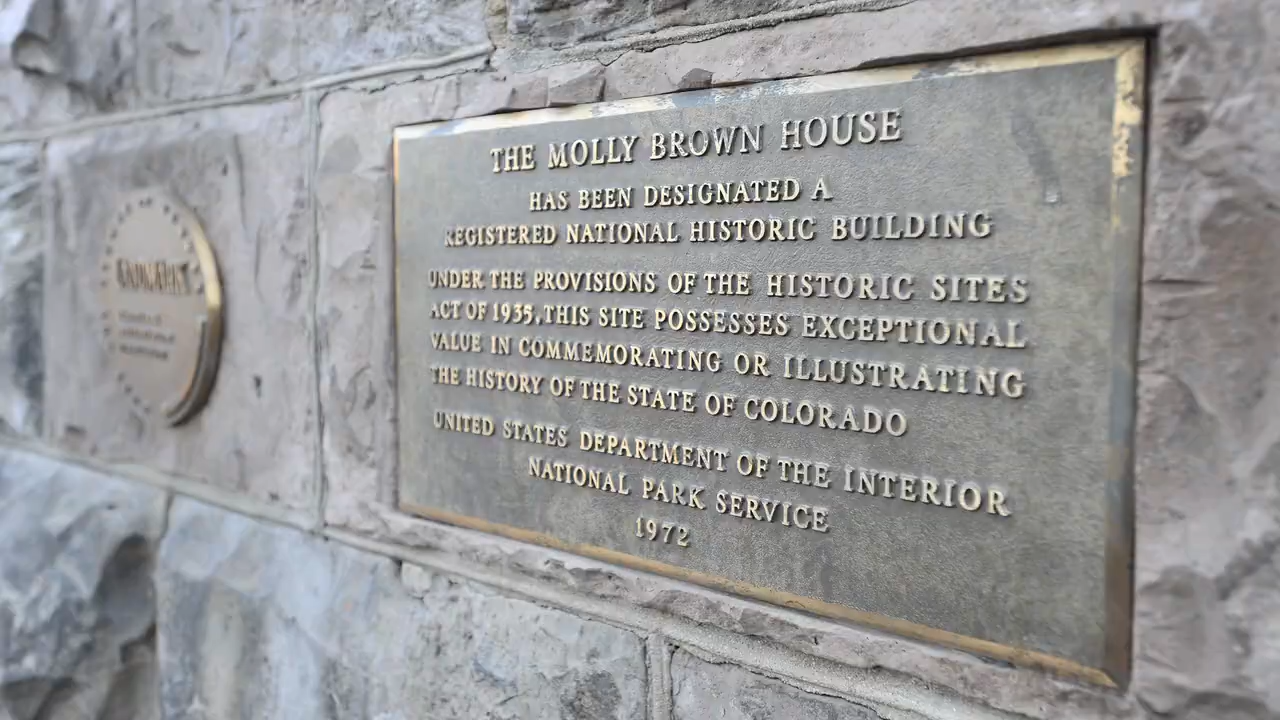 LANDMARK
THE MOLLY BROWN HOUSE
HAS BEEN DESIGNATED A
REGISTERED NATIONAL HISTORIC BUILDING
UNDER THE PROVISIONS OF THE HISTORIC SITES
ACT OF 1935, THIS SITE POSSESSES EXCEPTIONAL
VALUE IN COMMEMORATING OR ILLUSTRATING
THE HISTORY OF THE STATE OF COLORADO
UNITED STATES DEPARTMENT OF THE INTERIOR
NATIONAL PARK SERVICE
1972